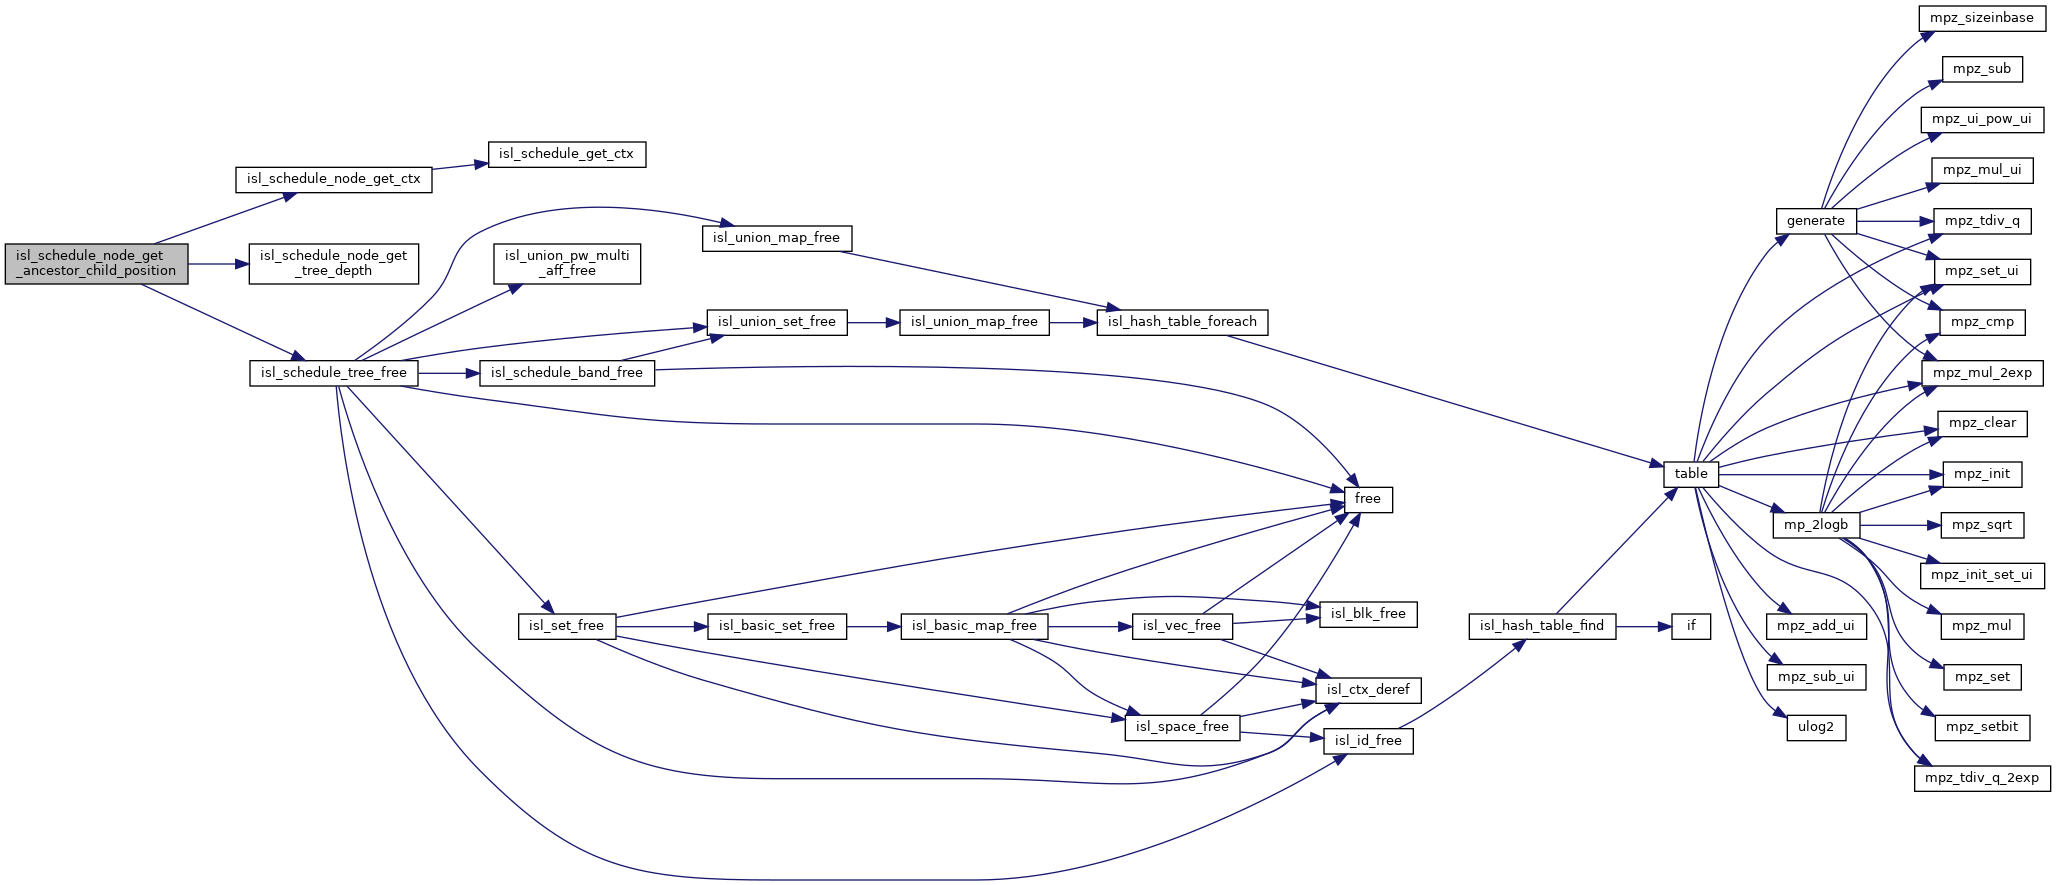 isl_schedule_node_get
_ancestor_child_position
isl_schedule_node_get_ctx
isl_schedule_get_ctx
isl_schedule_node_get
_tree_depth
isl_schedule_tree_free
isl_union_pw_multi
_aff_free
isl_schedule_band_free
isl_set_free
isl_union_map_free
isl_union_set_free
isl_union_map_free
isl_basic_set_free
isl_basic_map_free
isl_hash_table_foreach
isl_vec_free
isl_space_free
free
isl_blk_free
isl_ctx_deref
isl_id_free
isl_hash_table_find
if
table
generate
mp_2logb
mpz_add_ui
mpz_sub_ui
ulog2
mpz_sizeinbase
mpz_sub
mpz_ui_pow_ui
mpz_mul_ui
mpz_tdiv_q
mpz_set_ui
mpz_cmp
mpz_mul_2exp
mpz_clear
mpz_init
mpz_sqrt
mpz_init_set_ui
mpz_mul
mpz_set
mpz_setbit
mpz_tdiv_q_2exp